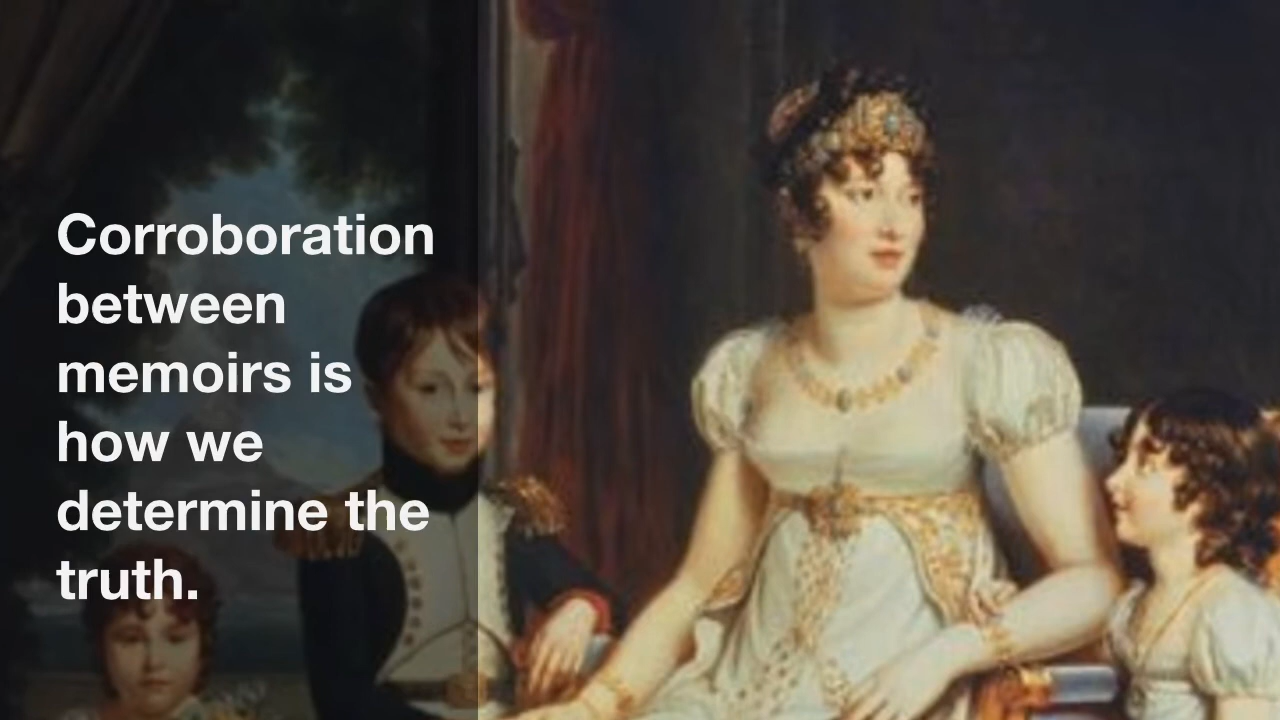 Corroboration
between
memoirs is
how we
determine the
truth.